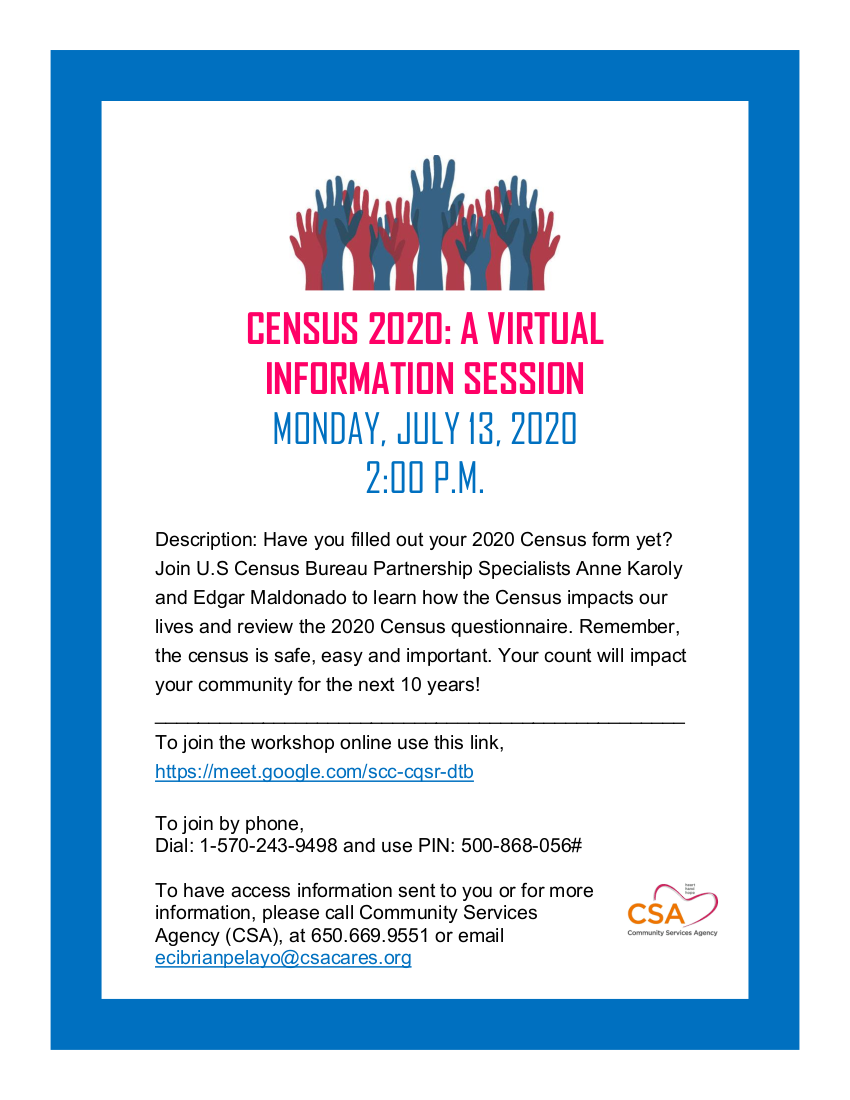 CENSUS 2020: A VIRTUAL
INFORMATION SESSION
MONDAY, JULY 13, 2020
2:00 P.M.
Description: Have you filled out your 2020 Census form yet?
Join U.S Census Bureau Partnership Specialists Anne Karoly
and Edgar Maldonado to learn how the Census impacts our
lives and review the 2020 Census questionnaire. Remember,
the census is safe, easy and important. Your count will impact
your community for the next 10 years!
To join the workshop online use this link,
https://meet.google.com/scc-cqsr-dtb
To join by phone,
Dial: 1-570-243-9498 and use PIN: 500-868-056#
To have access information sent to you or for more
information, please call Community Services
Agency (CSA), at 650.669.9551 or email
ecibrianpelayo@csacares.org
CSA
Community Services Agency